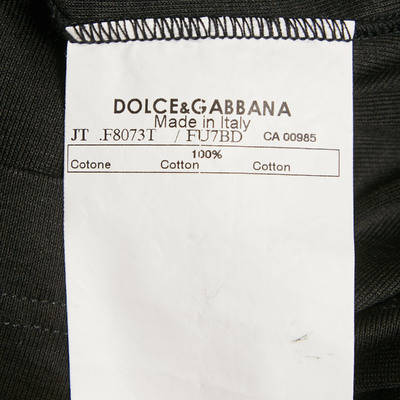 DOLCE&GABBANA
Made in Italy
JT .F8073T / FU7BD CA 00985
100%
Cotone Cotton Cotton